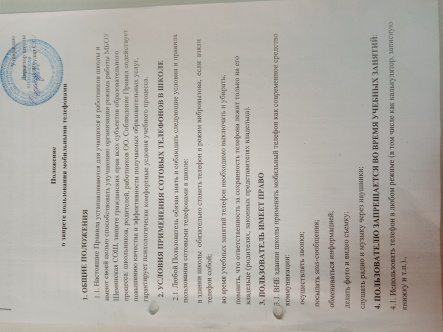 Положение
о запрете пользования мобильными телефонами
1. ОБЩИЕ ПОЛОЖЕНИЯ
1.1. Настоящие Правила устанавливаются для учащихся и работников школы и
имеют своей целью способствовать улучшению организации режима работы МБОУ
СОШ, защите гражданских прав всех субъектов образовательного
процесса: школьников, родителей, работников ОО. Соблюдение Правил содействует
повышению качества и эффективности получаемых образовательных услуг,
гарантирует психологически комфортные условия учебного процесса.
2. УСЛОВИЯ ПРИМЕНЕНИЯ СОТОВЫХ ТЕЛЕФОНОВ В ШКОЛЕ
2.1. Любой Пользователь обязан знать и соблюдать следующие условия и правила
пользования сотовыми телефонами в школе:
в здании школы обязательно ставить телефон в режим вибровызова, если взяли
телефон собой;
во время учебных занятий телефон необходимо выключать и убирать.
помнить, что ответственность за сохранность телефона лежит только на его
владельце (родителях, законных представителях владельца).
3. ПОЛЬЗОВАТЕЛЬ ИМЕЕТ ПРАВО
3.1. ВНЕ здания школы применять мобильный телефон как современное средство
коммуникации:
осуществлять звонки;
посылать смс-сообщения;
обмениваться информацией;
делать фото и видео съемку;
слушать радио и музыку через наушники;
4. ПОЛЬЗОВАТЕЛЮ ЗАПРЕЩАЕТСЯ ВО ВРЕМЯ УЧЕБНЫХ ЗАНЯТИЙ:
4.1. Использовать телефон в любом режиме (в том числе как калькулятор, записную
книжку и т.п.),